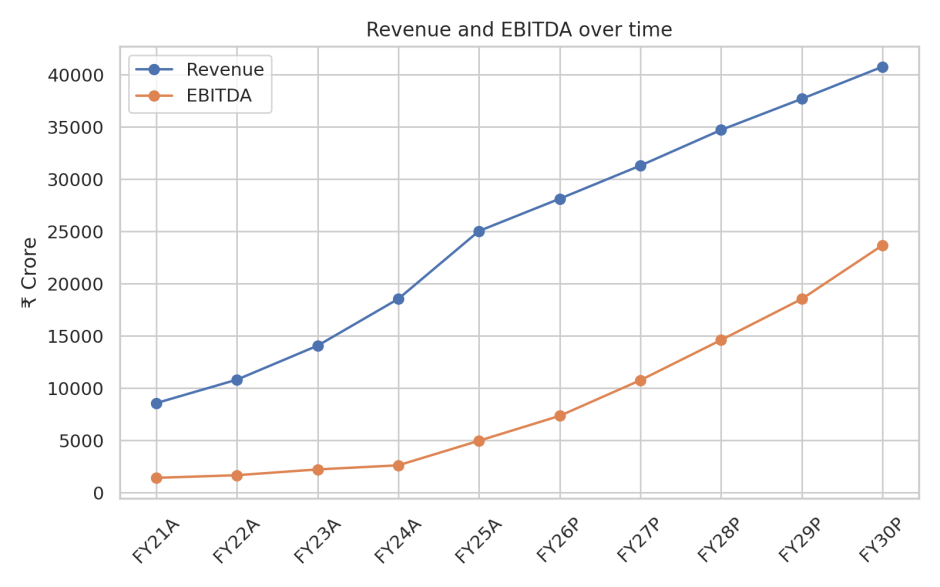 Revenue and EBITDA over time
Revenue
EBITDA
₹ Crore
40000
35000
30000
25000
20000
15000
10000
5000
0
FY21A
FY22A
FY23A
FY24A
FY25A
FY26P
FY27P
FY28P
FY29P
FY30P